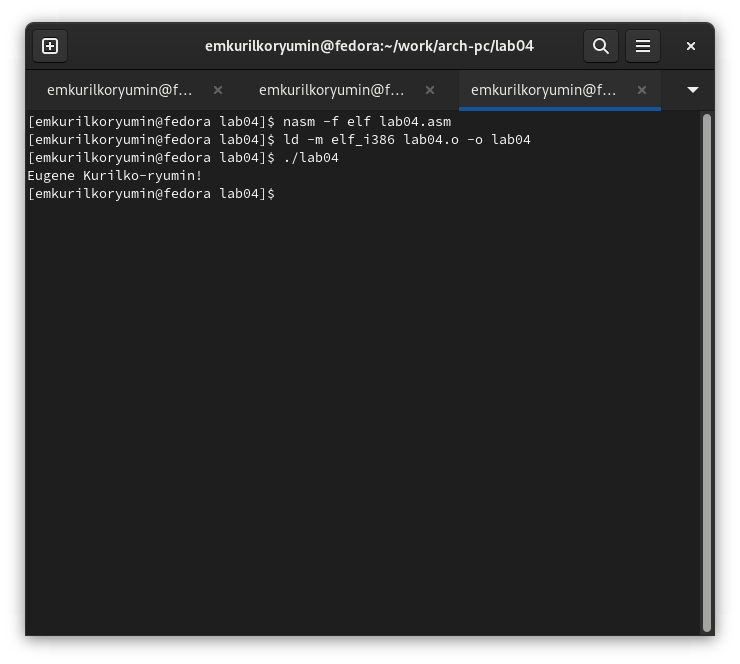 emkurilkoryumin@fedora:~/work/arch-pc/lab04
emkurilkoryumin@f… emkurilkoryumin@f… emkurilkoryumin@f…
[emkurilkoryumin@fedora lab04]$ nasm -f elf lab04.asm
[emkurilkoryumin@fedora lab04]$ ld -m elf_i386 lab04.o -o lab04
[emkurilkoryumin@fedora lab04]$ ./lab04
Eugene Kurilko-ryumin!
[emkurilkoryumin@fedora lab04]$